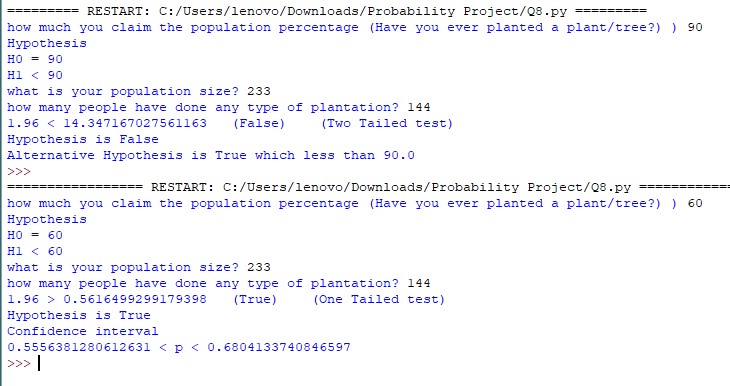 ========= RESTART: C:/Users/lenovo/Downloads/Probability Project/Q8.py =========
how much you claim the population percentage (Have you ever planted a plant/tree?) ) 90
Hypothesis
H0 = 90
H1 < 90
what is your population size? 233
how many people have done any type of plantation? 144
1.96 < 14.347167027561163   (False)     (Two Tailed test)
Hypothesis is False
Alternative Hypothesis is True which less than 90.0
>>>
================= RESTART: C:/Users/lenovo/Downloads/Probability Project/Q8.py ============
how much you claim the population percentage (Have you ever planted a plant/tree?) ) 60
Hypothesis
H0 = 60
H1 < 60
what is your population size? 233
how many people have done any type of plantation? 144
1.96 > 0.5616499299179398   (True)     (One Tailed test)
Hypothesis is True
Confidence interval
0.5556381280612631 < p < 0.6804133740846597
>>>